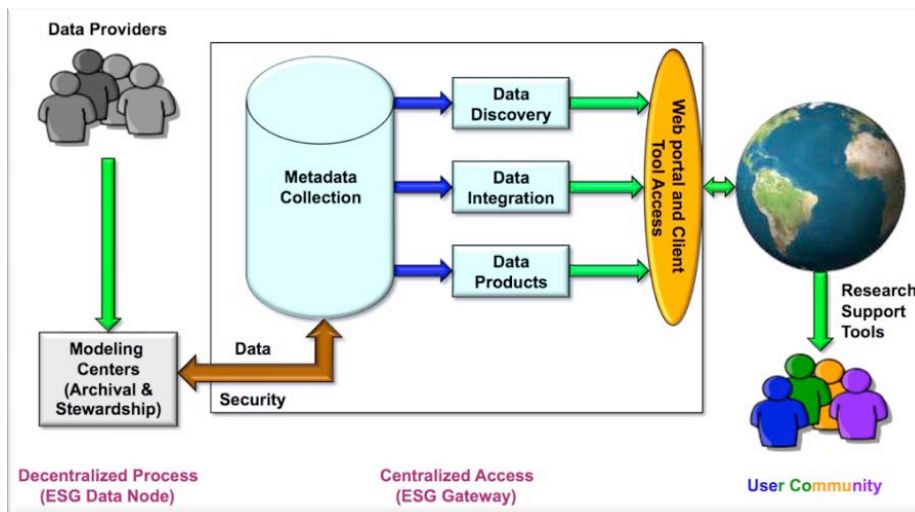 Data Providers
Metadata
Collection
Data
Discovery
Data
Integration
Data
Products
Web portal and Client
Tool Access
Research
Support
Tools
Modeling
Centers
(Archival &
Stewardship)
Data
Security
Decentralized Process
(ESG Data Node)
Centralized Access
(ESG Gateway)
User Community